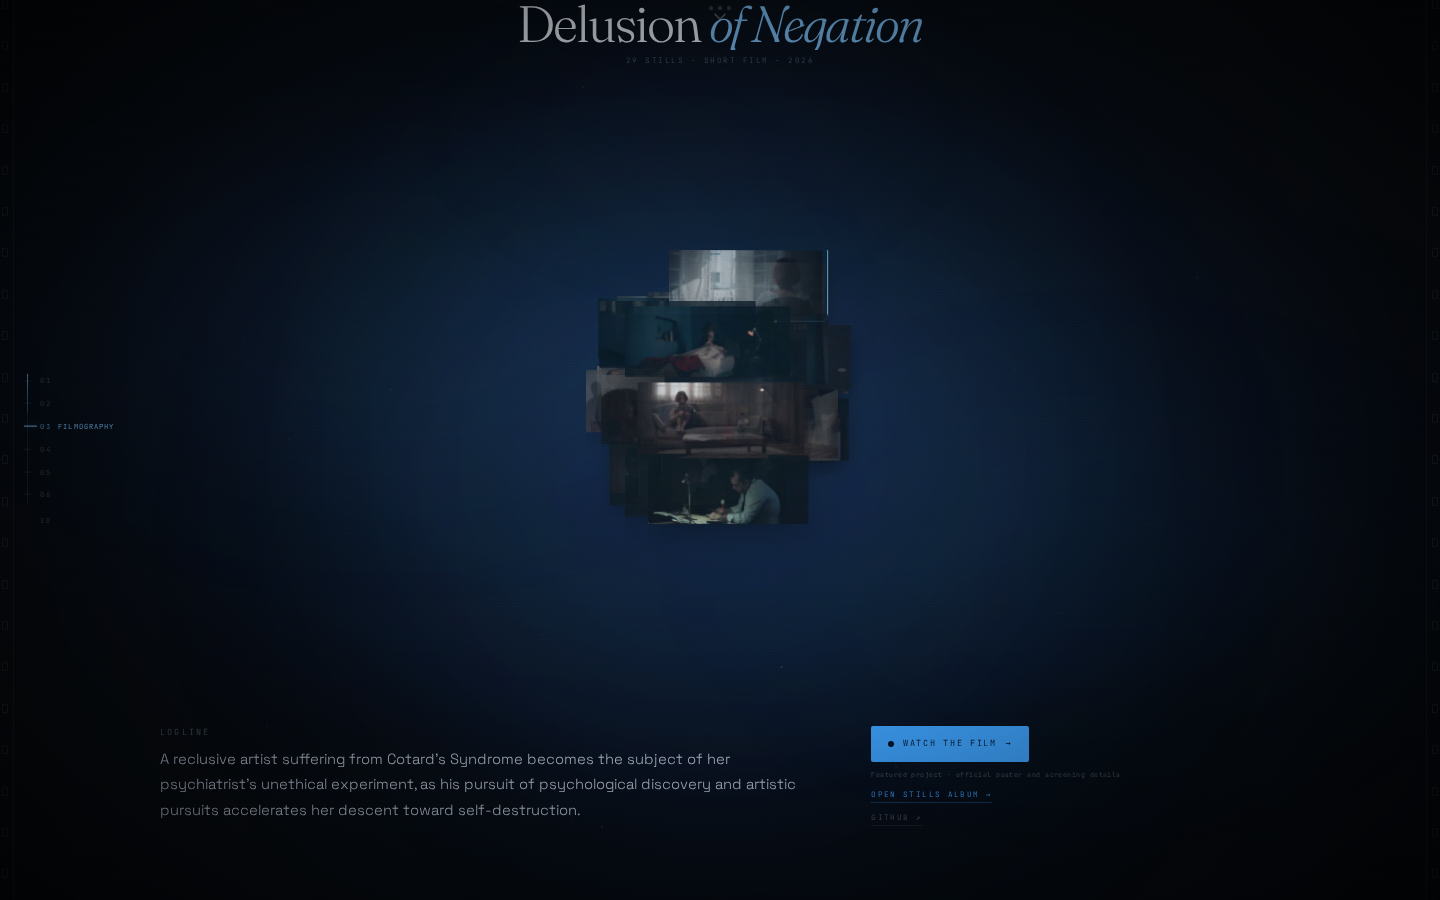 Delusion of Negation
29 STILLS · SHORT FILM · 2026
01
02
03 FILMOGRAPHY
04
05
06
10
LOGLINE
A reclusive artist suffering from Cotard's Syndrome becomes the subject of her
psychiatrist's unethical experiment, as his pursuit of psychological discovery and artistic
pursuits accelerates her descent toward self-destruction.
WATCH THE FILM →
Featured project · official poster and screening details
OPEN STILLS ALBUM →
GITHUB ↗